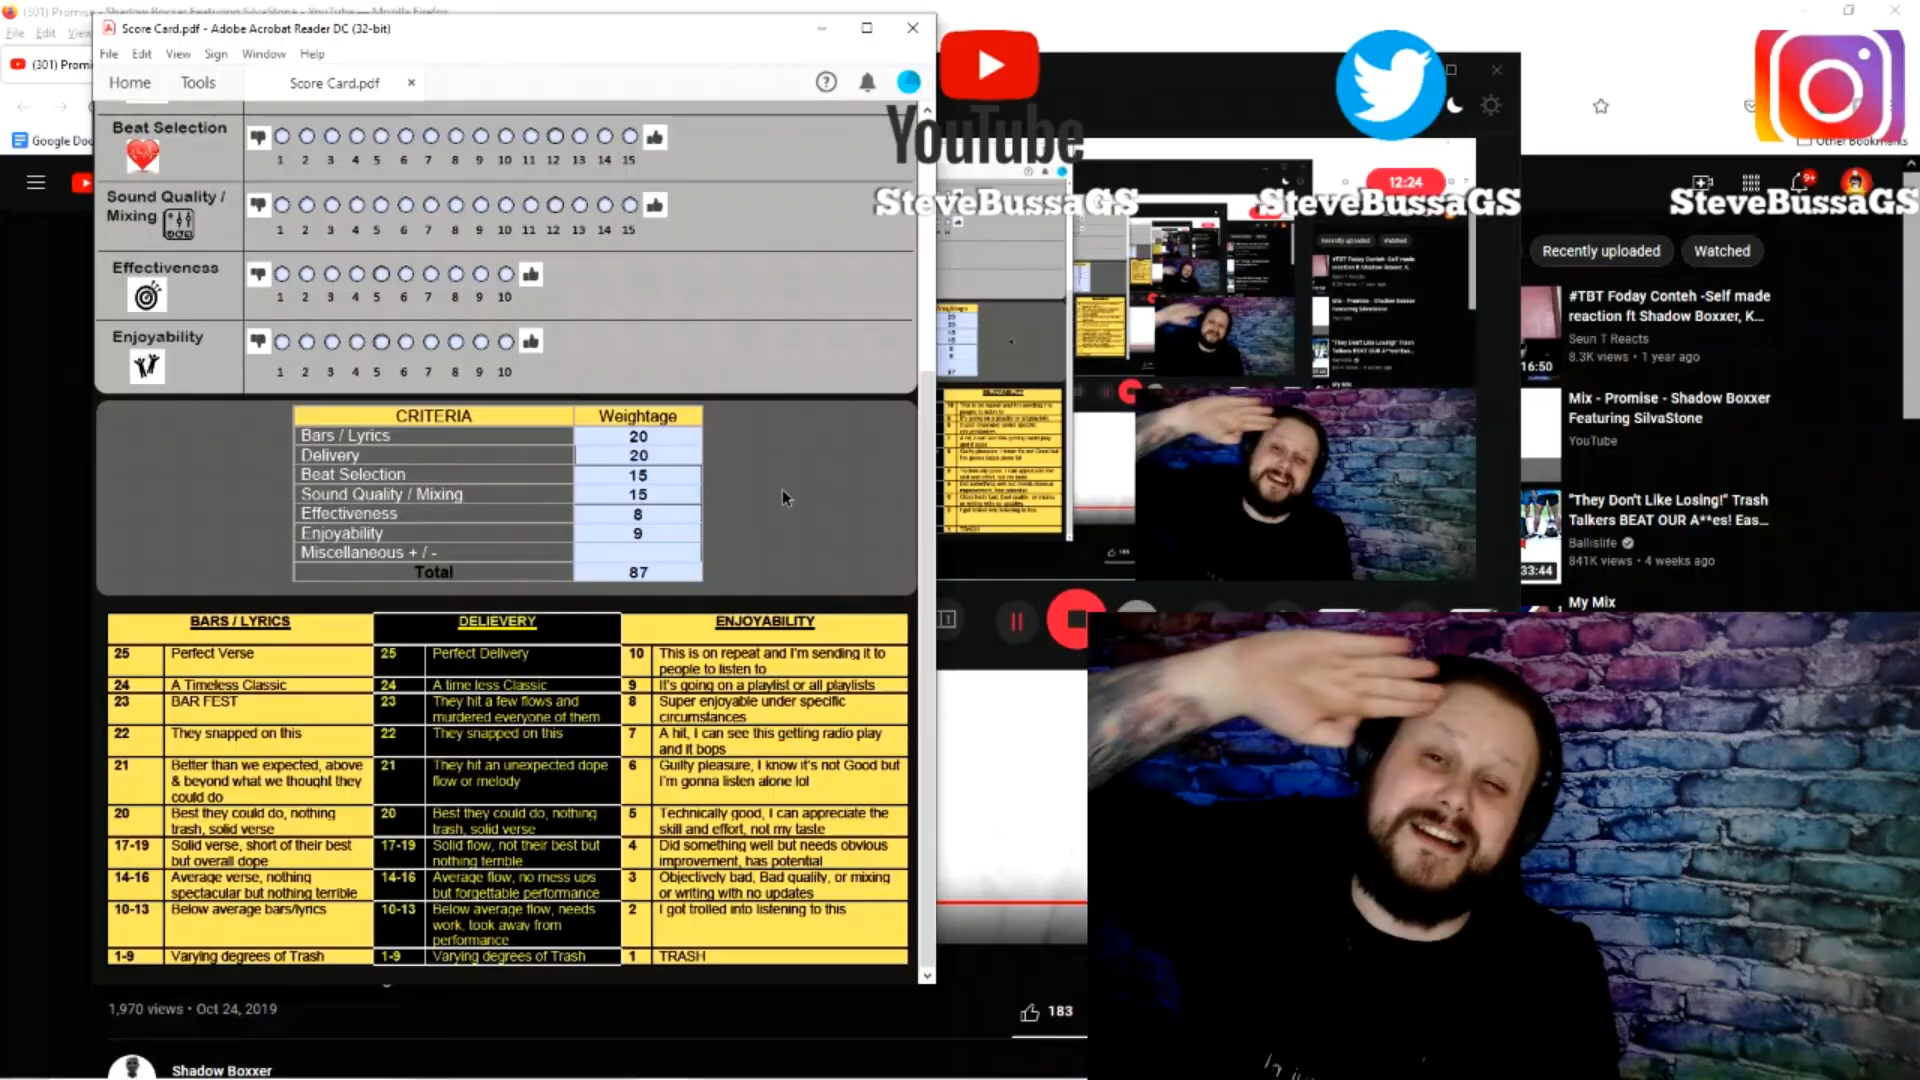 (301) Promise - Shadow Boxxer Featuring SilvaStone - YouTube — Mozilla Firefox
Score Card.pdf - Adobe Acrobat Reader DC (32-bit)
File Edit View
File Edit View Sign Window Help
(301) Promi
Home Tools Score Card.pdf
Google Doc
Other Bookmarks
YouTube
SteveBussaGS
SteveBussaGS
SteveBussaGS
Beat Selection
1 2 3 4 5 6 7 8 9 10 11 12 13 14 15
Sound Quality /
Mixing
1 2 3 4 5 6 7 8 9 10 11 12 13 14 15
Effectiveness
1 2 3 4 5 6 7 8 9 10
Enjoyability
1 2 3 4 5 6 7 8 9 10
CRITERIA Weightage
Bars / Lyrics 20
Delivery 20
Beat Selection 15
Sound Quality / Mixing 15
Effectiveness 8
Enjoyability 9
Miscellaneous + / -
Total 87
BARS / LYRICS
25 Perfect Verse
24 A Timeless Classic
23 BAR FEST
22 They snapped on this
21 Better than we expected, above
& beyond what we thought they
could do
20 Best they could do, nothing
trash, solid verse
17-19 Solid verse, short of their best
but overall dope
14-16 Average verse, nothing
spectacular but nothing terrible
10-13 Below average bars/lyrics
1-9 Varying degrees of Trash
DELIEVERY
25 Perfect Delivery
24 A time less Classic
23 They hit a few flows and
murdered everyone of them
22 They snapped on this
21 They hit an unexpected dope
flow or melody
20 Best they could do, nothing
trash, solid verse
17-19 Solid flow, not their best but
nothing terrible
14-16 Average flow, no mess ups
but forgettable performance
10-13 Below average flow, needs
work, took away from
performance
1-9 Varying degrees of Trash
ENJOYABILITY
10 This is on repeat and I'm sending it to
people to listen to
9 It's going on a playlist or all playlists
8 Super enjoyable under specific
circumstances
7 A hit, I can see this getting radio play
and it bops
6 Guilty pleasure, I know it's not Good but
I'm gonna listen alone lol
5 Technically good, I can appreciate the
skill and effort, not my taste
4 Did something well but needs obvious
improvement, has potential
3 Objectively bad, Bad quality, or mixing
or writing with no updates
2 I got trolled into listening to this
1 TRASH
1,970 views • Oct 24, 2019
183
Shadow Boxxer
12:24
9+
Recently uploaded Watched
Recently uploaded Watched
#TBT Foday Conteh -Self made
reaction ft Shadow Boxxer, K...
Seun T Reacts
8.3K views • 1 year ago
16:50
Mix - Promise - Shadow Boxxer
Featuring SilvaStone
YouTube
"They Don't Like Losing!" Trash
Talkers BEAT OUR A**es! Eas...
Ballislife
841K views • 4 weeks ago
33:44
My Mix